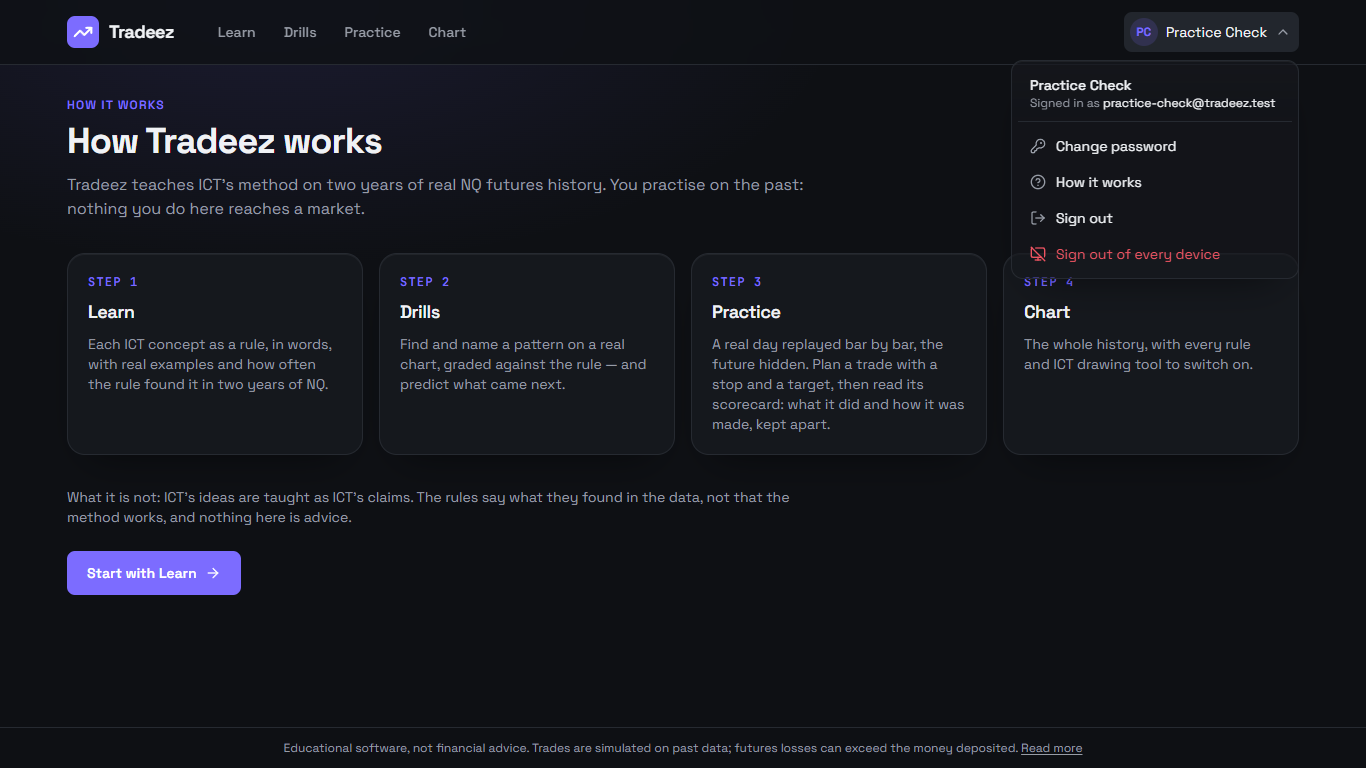 Tradeez
Learn
Drills
Practice
Chart
PC
Practice Check
Practice Check
Signed in as practice-check@tradeez.test
Change password
How it works
Sign out
Sign out of every device
HOW IT WORKS
How Tradeez works
Tradeez teaches ICT's method on two years of real NQ futures history. You practise on the past:
nothing you do here reaches a market.
STEP 1
Learn
Each ICT concept as a rule, in words,
with real examples and how often
the rule found it in two years of NQ.
STEP 2
Drills
Find and name a pattern on a real
chart, graded against the rule — and
predict what came next.
STEP 3
Practice
A real day replayed bar by bar, the
future hidden. Plan a trade with a
stop and a target, then read its
scorecard: what it did and how it was
made, kept apart.
STEP 4
Chart
The whole history, with every rule
and ICT drawing tool to switch on.
What it is not: ICT's ideas are taught as ICT's claims. The rules say what they found in the data, not that the
method works, and nothing here is advice.
Start with Learn
Educational software, not financial advice. Trades are simulated on past data; futures losses can exceed the money deposited. Read more